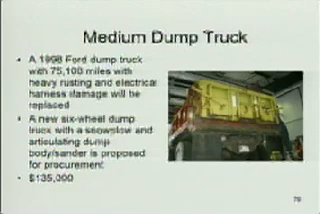 Medium Dump Truck
• A 1998 Ford dump truck
with 75,100 miles with
heavy rusting and electrical
harness damage will be
replaced
• A new six-wheel dump
truck with a snowplow and
articulating dump
body/sander is proposed
for procurement
• $135,000